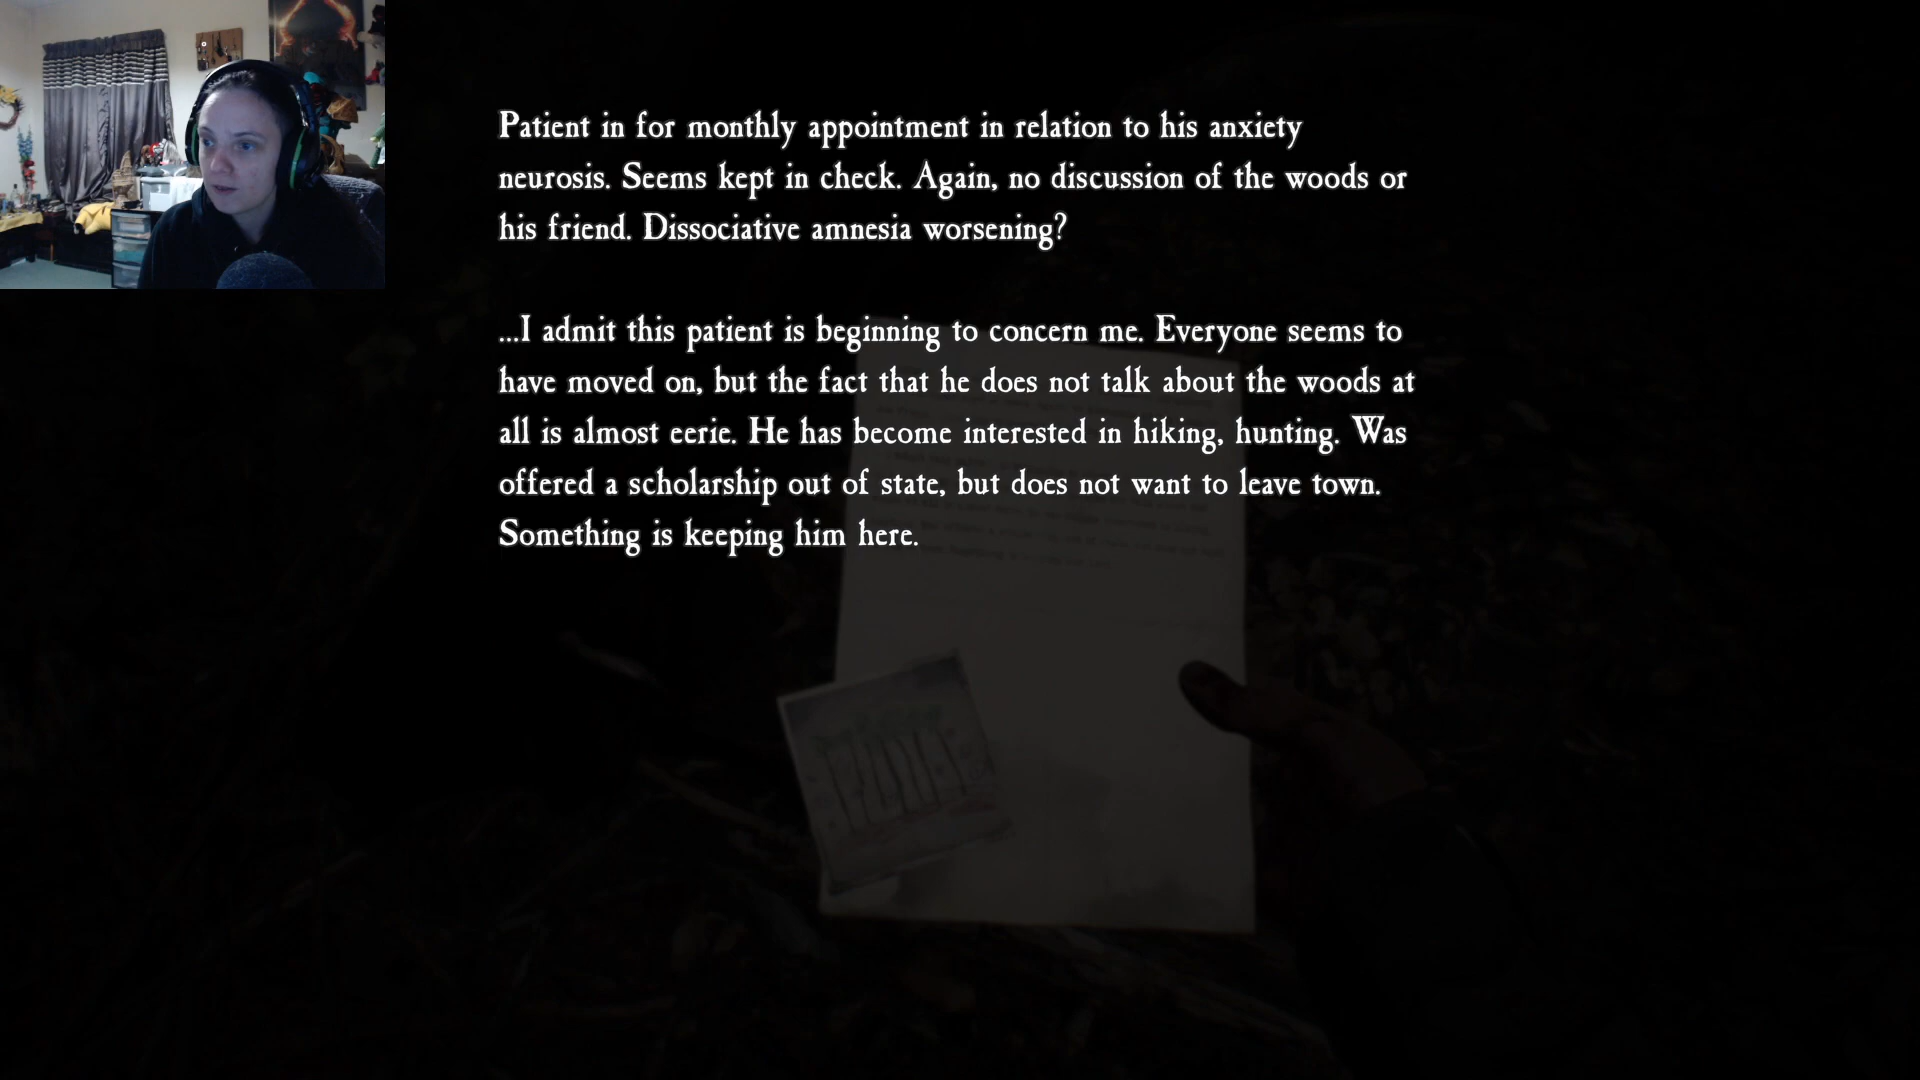 Patient in for monthly appointment in relation to his anxiety
neurosis. Seems kept in check. Again, no discussion of the woods or
his friend. Dissociative amnesia worsening?
...I admit this patient is beginning to concern me. Everyone seems to
have moved on, but the fact that he does not talk about the woods at
all is almost eerie. He has become interested in hiking, hunting. Was
offered a scholarship out of state, but does not want to leave town.
Something is keeping him here.